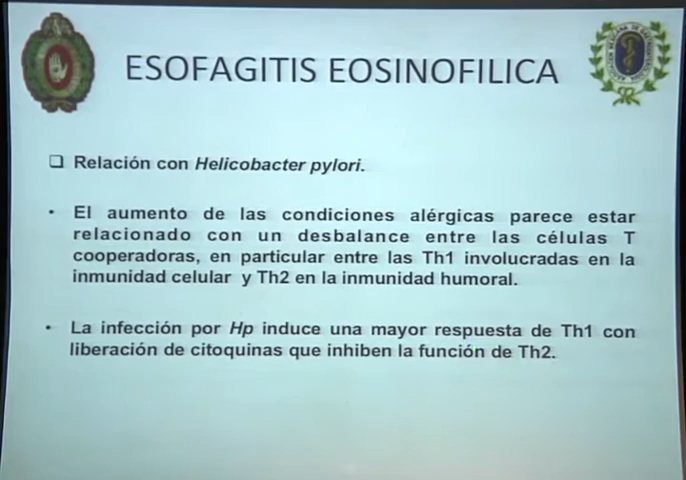 ESOFAGITIS EOSINOFILICA
❑ Relación con Helicobacter pylori.
• El aumento de las condiciones alérgicas parece estar
relacionado con un desbalance entre las células T
cooperadoras, en particular entre las Th1 involucradas en la
inmunidad celular y Th2 en la inmunidad humoral.
• La infección por Hp induce una mayor respuesta de Th1 con
liberación de citoquinas que inhiben la función de Th2.